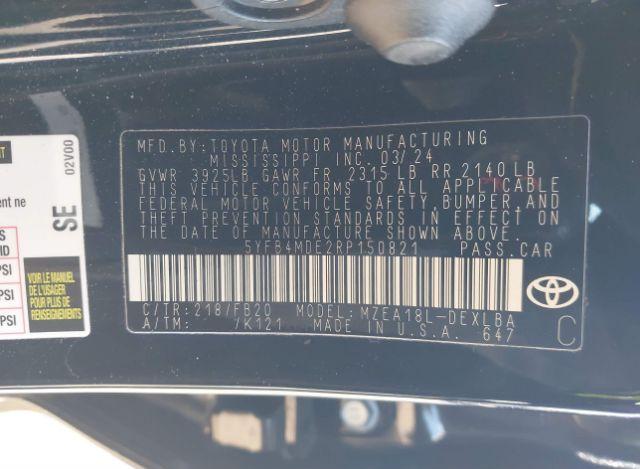 MFD.BY:TOYOTA MOTOR MANUFACTURING
MISSISSIPPI INC. 03/24
GVWR 3925LB GAWR FR 2315LB RR 2140LB
THIS VEHICLE CONFORMS TO ALL APPLICABLE
FEDERAL MOTOR VEHICLE SAFETY, BUMPER, AND
THEFT PREVENTION STANDARDS IN EFFECT ON
THE DATE OF MANUFACTURE SHOWN ABOVE.
5YFB4MDE2RP150821 PASS.CAR
C/TR: 218/FB20 MODEL: MZEA18L-DEXLBA
A/TM: /K121 MADE IN U.S.A. 647
C
02V00
SE
ent ne
S
ID
PSI
PSI
PSI
VOIR LE MANUEL
DE L'USAGER
POUR PLUS DE
RENSEIGNEMENTS